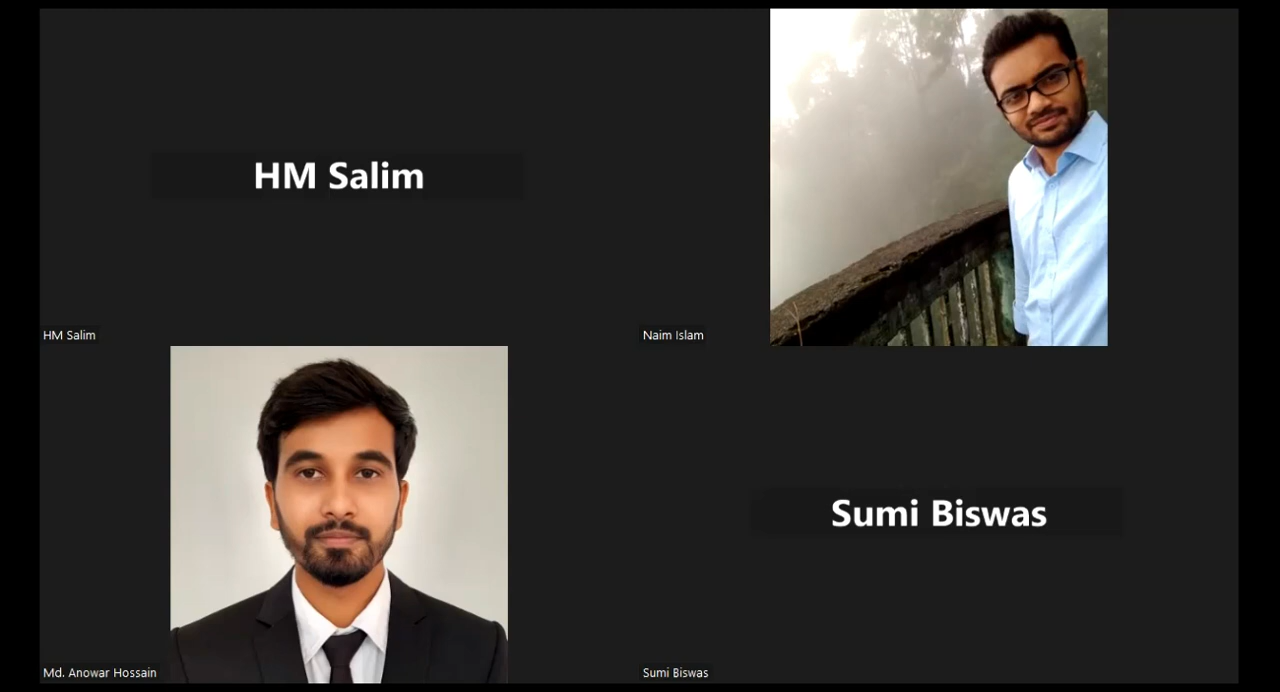 HM Salim
HM Salim
Naim Islam
Sumi Biswas
Md. Anowar Hossain
Sumi Biswas